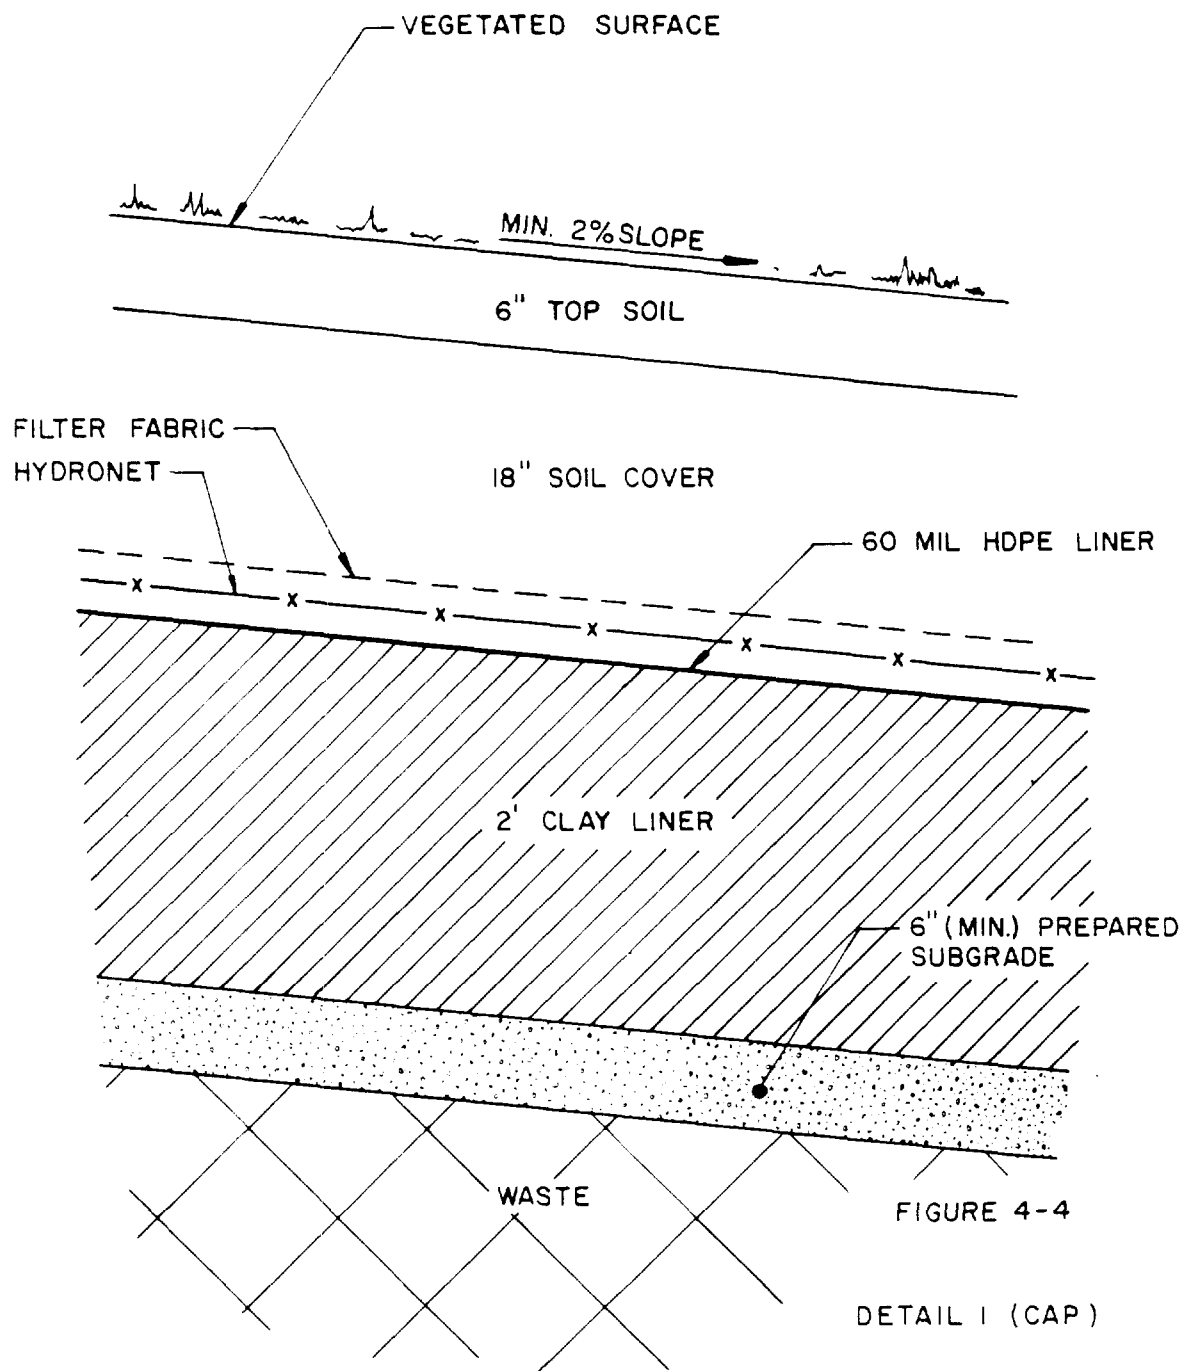 VEGETATED SURFACE
MIN. 2% SLOPE
6" TOP SOIL
FILTER FABRIC
HYDRONET
18" SOIL COVER
60 MIL HDPE LINER
X X X X X X X
2' CLAY LINER
6" (MIN.) PREPARED
SUBGRADE
WASTE
FIGURE 4-4
DETAIL 1 (CAP)